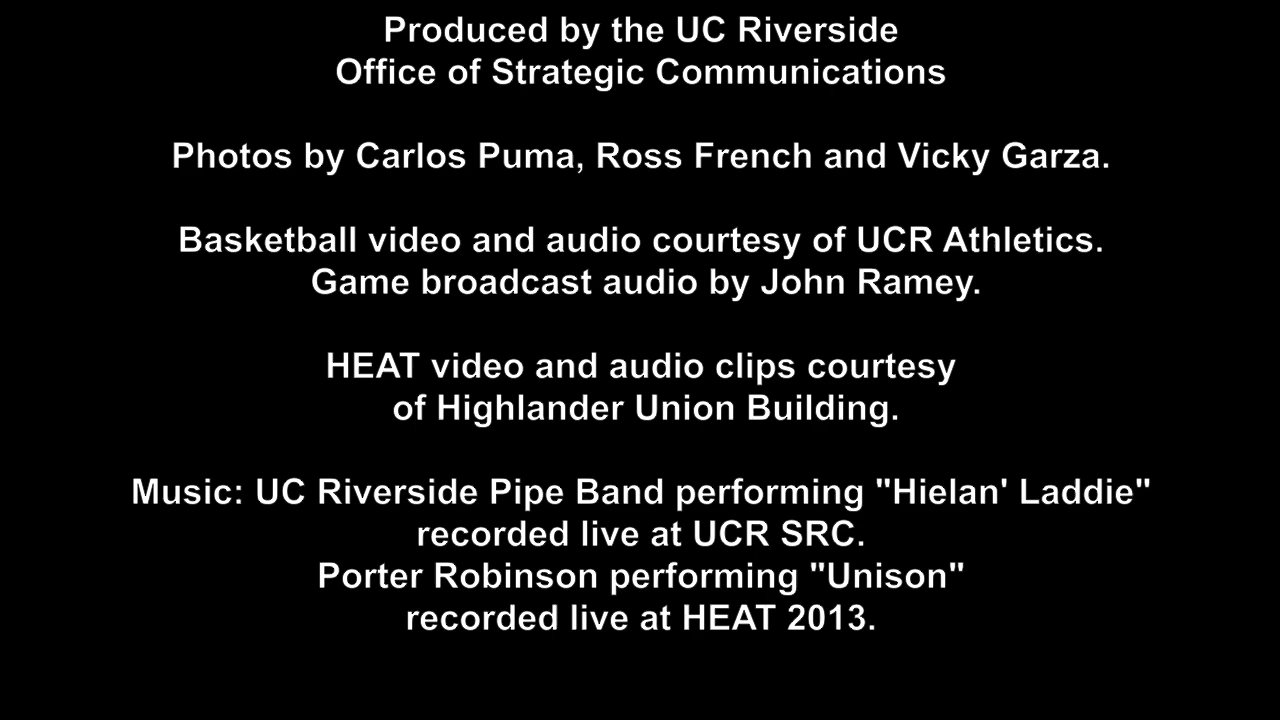 Produced by the UC Riverside
Office of Strategic Communications
Photos by Carlos Puma, Ross French and Vicky Garza.
Basketball video and audio courtesy of UCR Athletics.
Game broadcast audio by John Ramey.
HEAT video and audio clips courtesy
of Highlander Union Building.
Music: UC Riverside Pipe Band performing "Hielan' Laddie"
recorded live at UCR SRC.
Porter Robinson performing "Unison"
recorded live at HEAT 2013.